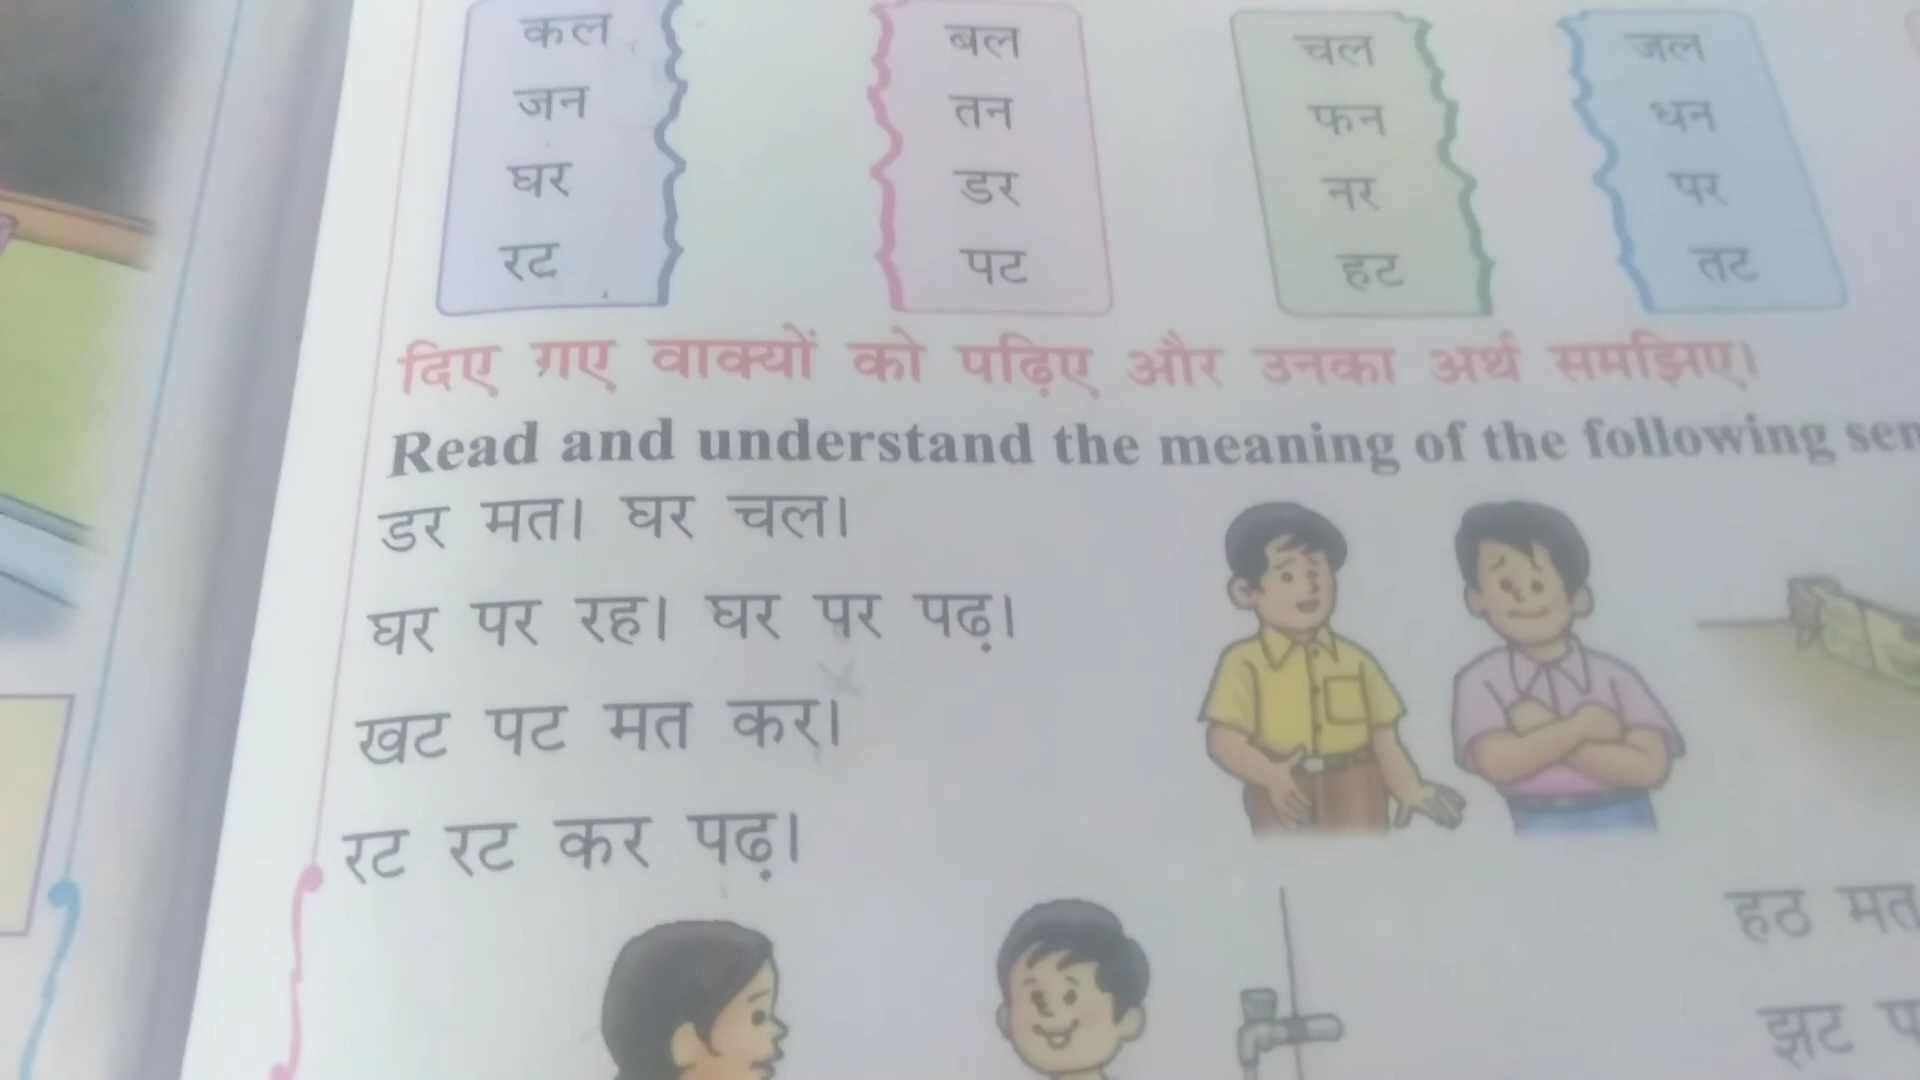 कल बल चल जल
जन तन फन धन
घर डर नर पर
रट पट हट तट
दिए गए वाक्यों को पढ़िए और उनका अर्थ समझिए।
Read and understand the meaning of the following
डर मत। घर चल।
घर पर रह। घर पर पढ़।
खट पट मत कर।
रट रट कर पढ़।
हठ मत
झट